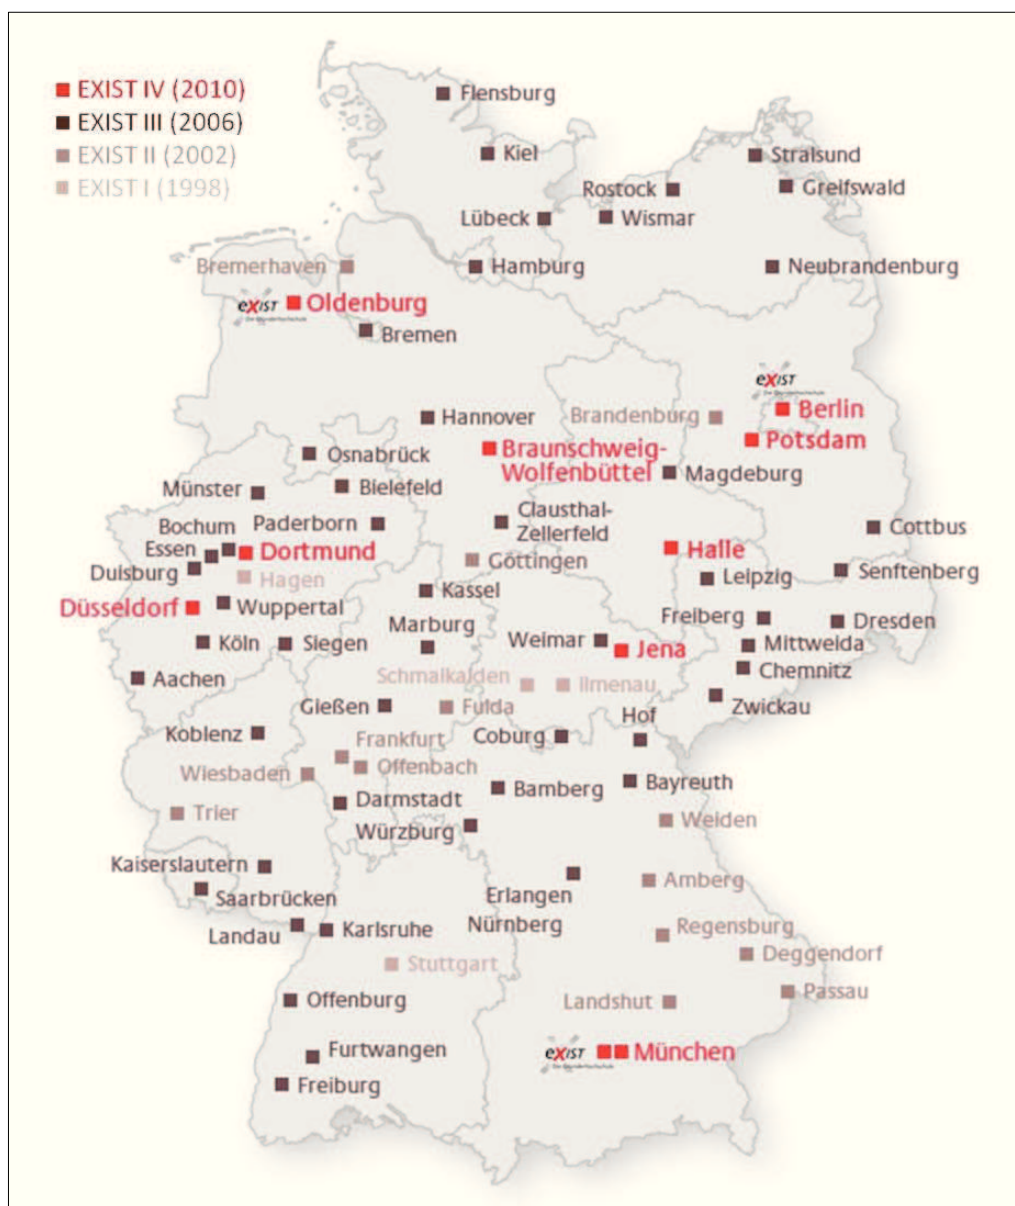 EXIST IV (2010)
EXIST III (2006)
EXIST II (2002)
EXIST I (1998)
Flensburg
Kiel
Stralsund
Rostock
Greifswald
Lübeck
Wismar
Bremerhaven
Hamburg
Neubrandenburg
eXIST
Oldenburg
Bremen
eXIST
Hannover
Brandenburg
Berlin
Potsdam
Osnabrück
Braunschweig-
Wolfenbüttel
Magdeburg
Münster
Bielefeld
Bochum
Paderborn
Clausthal-
Zellerfeld
Cottbus
Essen
Dortmund
Halle
Duisburg
Hagen
Göttingen
Leipzig
Senftenberg
Düsseldorf
Wuppertal
Kassel
Freiberg
Dresden
Köln
Siegen
Marburg
Weimar
Jena
Mittweida
Chemnitz
Aachen
Schmalkalden
Ilmenau
Zwickau
Gießen
Fulda
Hof
Koblenz
Frankfurt
Coburg
Wiesbaden
Offenbach
Bamberg
Bayreuth
Trier
Darmstadt
Würzburg
Weiden
Kaiserslautern
Saarbrücken
Erlangen
Nürnberg
Amberg
Landau
Karlsruhe
Regensburg
Stuttgart
Deggendorf
Offenburg
Landshut
Passau
Furtwangen
eXIST
München
Freiburg